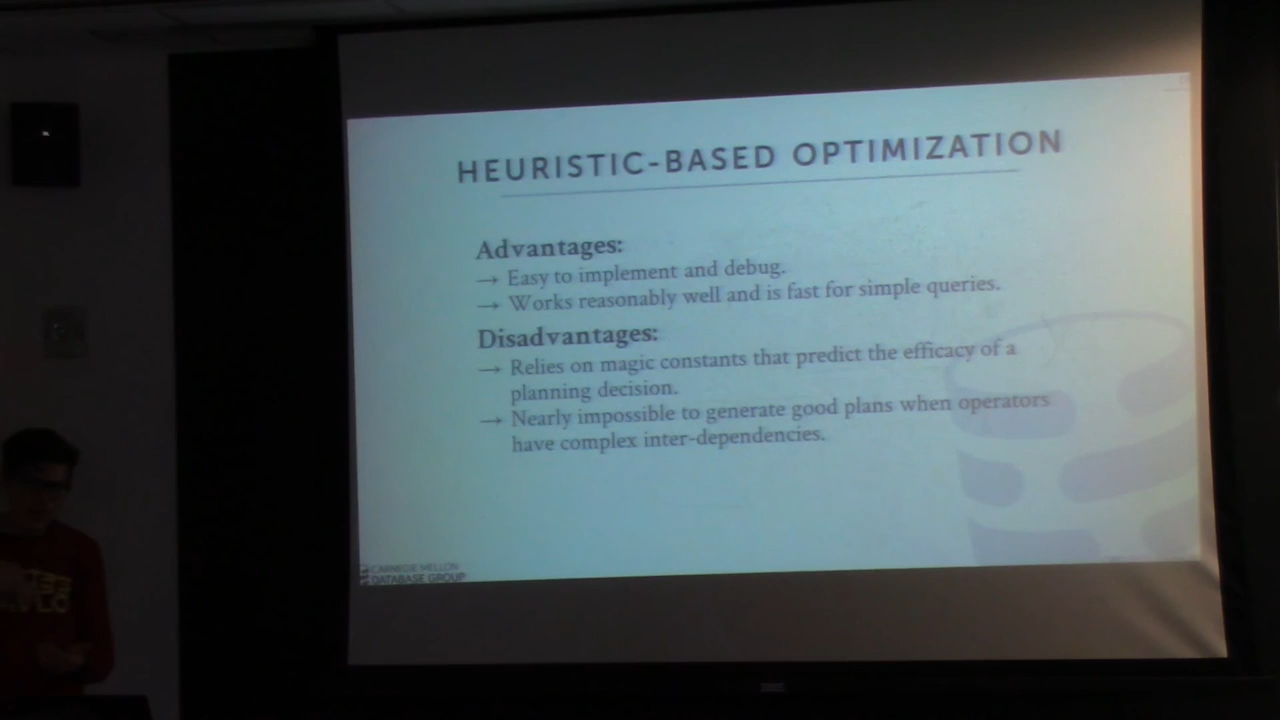 HEURISTIC-BASED OPTIMIZATION
Advantages:
→ Easy to implement and debug.
→ Works reasonably well and is fast for simple queries.
Disadvantages:
→ Relies on magic constants that predict the efficacy of a
planning decision.
→ Nearly impossible to generate good plans when operators
have complex inter-dependencies.
CARNEGIE MELLON
DATABASE GROUP